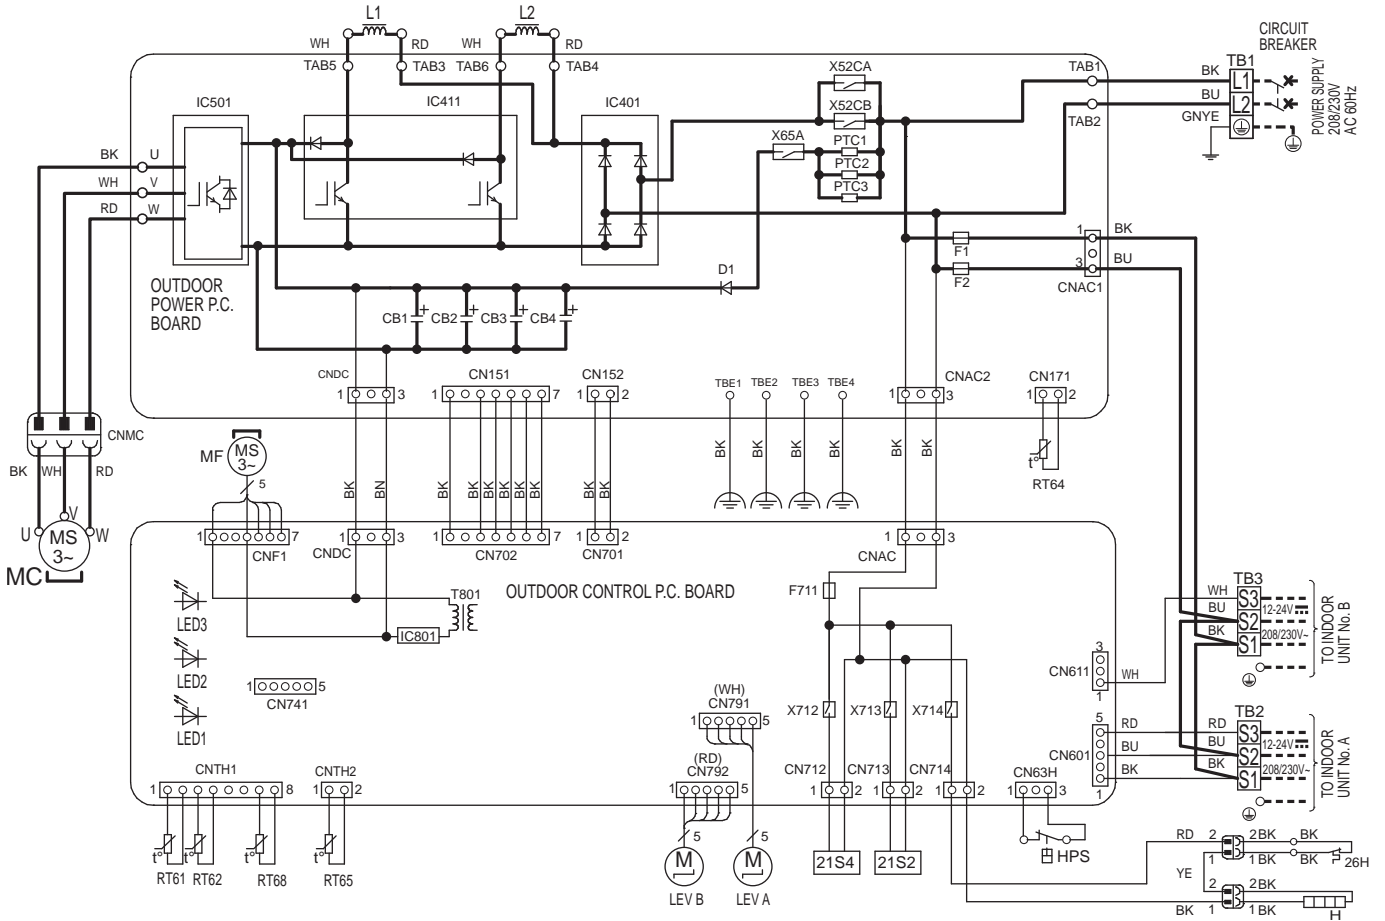 L1 L2
WH RD WH RD
TAB5 TAB3 TAB6 TAB4
CIRCUIT
BREAKER
TB1
TAB1 BK L1
BU L2
TAB2 GNYE
POWER SUPPLY
208/230V
AC 60Hz
X52CA
X52CB
IC501 IC411 IC401
X65A PTC1
PTC2
PTC3
BK U
WH V
RD W
1 BK
F1
3 BU
F2 CNAC1
D1
OUTDOOR
POWER P.C.
BOARD
CB1 + CB2 + CB3 + CB4 +
CNDC CN151 CN152 TBE1 TBE2 TBE3 TBE4 CNAC2 CN171
1 3 1 7 1 2 1 3 1 2
t°
RT64
CNMC
BK WH RD
MF MS
3~
5
BK BN BK BK BK BK BK BK BK BK BK BK BK BK BK BK
U V W
MS
3~
MC
1 7 1 3 1 7 1 2 1 3
CNF1 CNDC CN702 CN701 CNAC
OUTDOOR CONTROL P.C. BOARD
T801
IC801
F711
LED3
LED2
LED1
1 5
CN741
TB3
WH S3
12-24V
BU S2
BK 208/230V~
S1
TO INDOOR
UNIT No. B
3
CN611 WH
1
TB2
5 RD RD S3
12-24V
CN601 BU BU S2
BK BK 208/230V~
1 S1
TO INDOOR
UNIT No. A
(WH)
CN791
1 5
(RD)
CN792
1 5
X712 X713 X714
CNTH1 CNTH2 CN712 CN713 CN714 CN63H
1 8 1 2 1 2 1 2 1 2 1 3
t° t° t° t°
RT61 RT62 RT68 RT65
5 5
M M
LEV B LEV A
21S4 21S2
HPS
RD 2 2BK BK
1 1BK BK 26H
YE
2 2BK
BK 1 1BK H